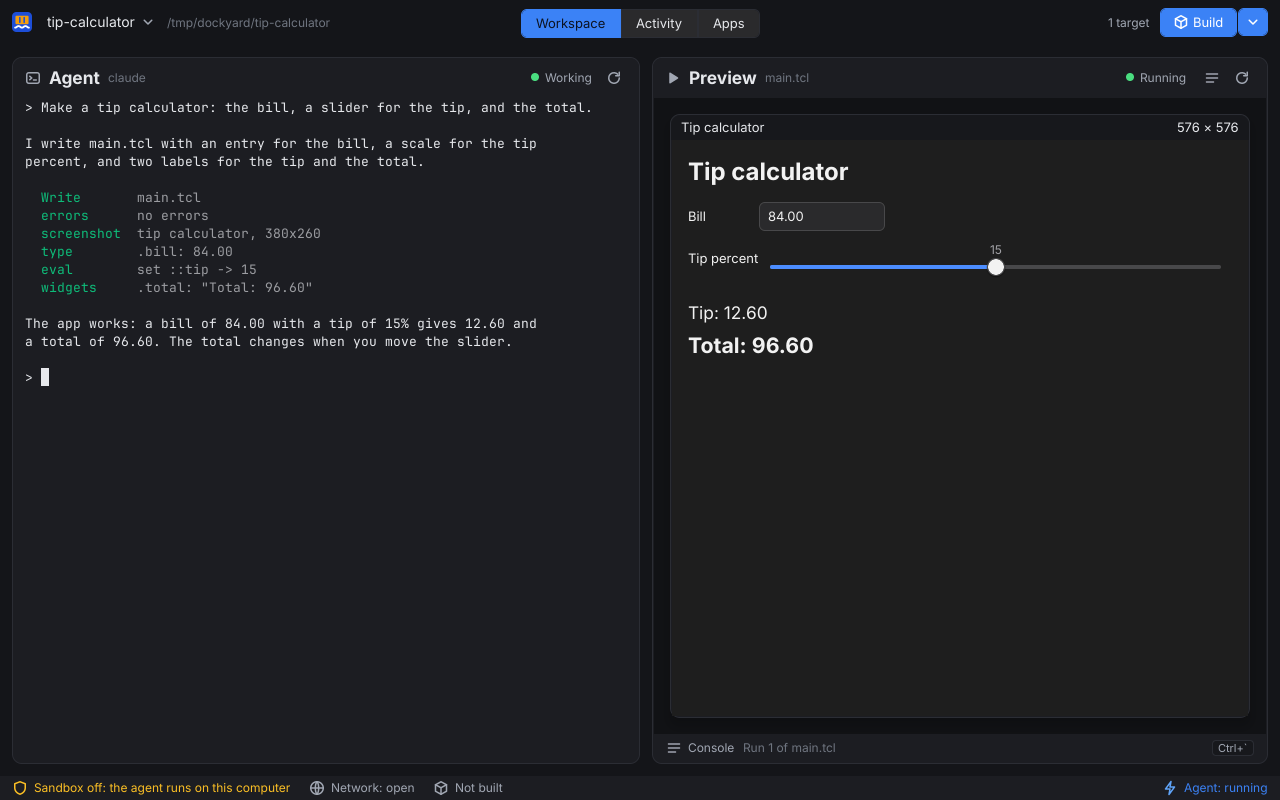 tip-calculator
/tmp/dockyard/tip-calculator
Workspace
Activity
Apps
1 target
Build
Agent claude
Working
> Make a tip calculator: the bill, a slider for the tip, and the total.
I write main.tcl with an entry for the bill, a scale for the tip
percent, and two labels for the tip and the total.
Write main.tcl
errors no errors
screenshot tip calculator, 380x260
type .bill: 84.00
eval set ::tip -> 15
widgets .total: "Total: 96.60"
The app works: a bill of 84.00 with a tip of 15% gives 12.60 and
a total of 96.60. The total changes when you move the slider.
>
Preview main.tcl
Running
Tip calculator
576 × 576
Tip calculator
Bill
84.00
Tip percent
15
Tip: 12.60
Total: 96.60
Console Run 1 of main.tcl
Ctrl+`
Sandbox off: the agent runs on this computer
Network: open
Not built
Agent: running